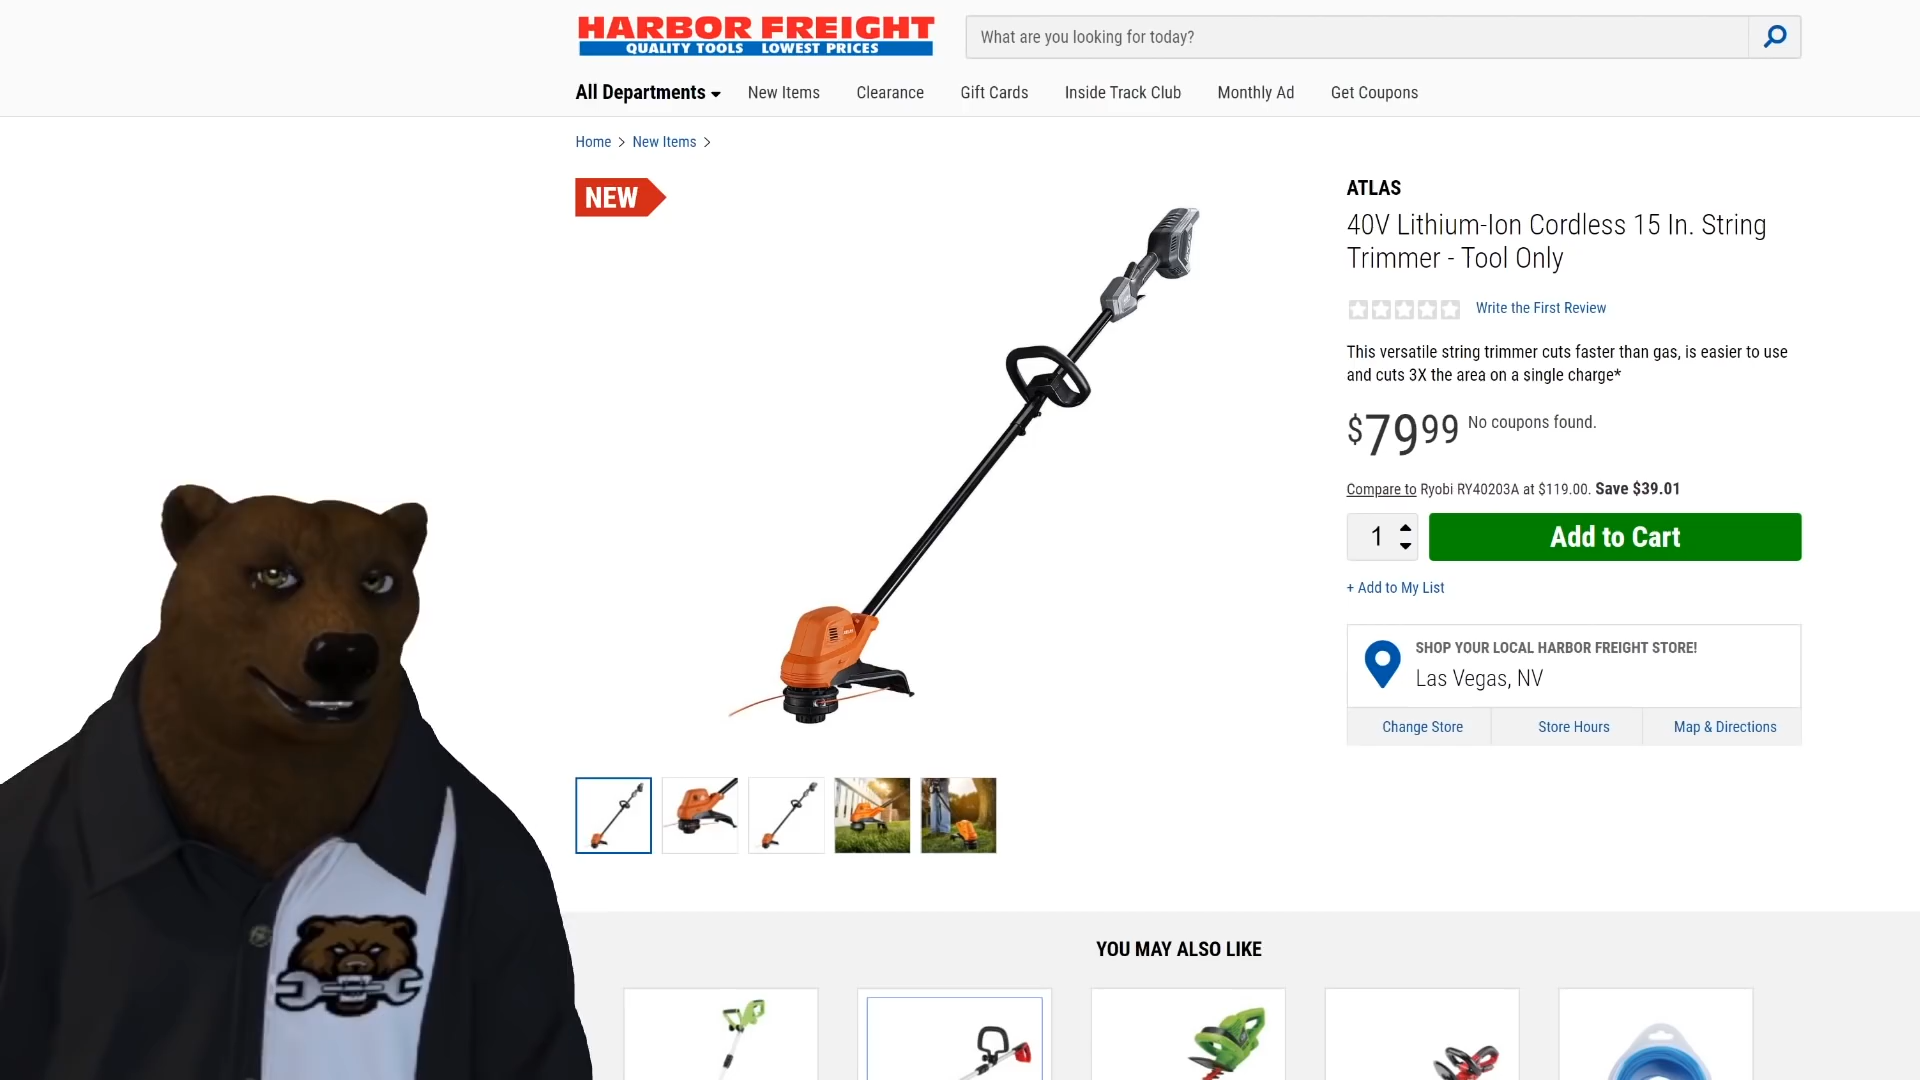 HARBOR FREIGHT
QUALITY TOOLS LOWEST PRICES
What are you looking for today?
All Departments
New Items
Clearance
Gift Cards
Inside Track Club
Monthly Ad
Get Coupons
Home > New Items >
NEW
ATLAS
40V Lithium-Ion Cordless 15 In. String
Trimmer - Tool Only
Write the First Review
This versatile string trimmer cuts faster than gas, is easier to use
and cuts 3X the area on a single charge*
$79 99 No coupons found.
Compare to Ryobi RY40203A at $119.00. Save $39.01
1
Add to Cart
+ Add to My List
SHOP YOUR LOCAL HARBOR FREIGHT STORE!
Las Vegas, NV
Change Store
Store Hours
Map & Directions
YOU MAY ALSO LIKE